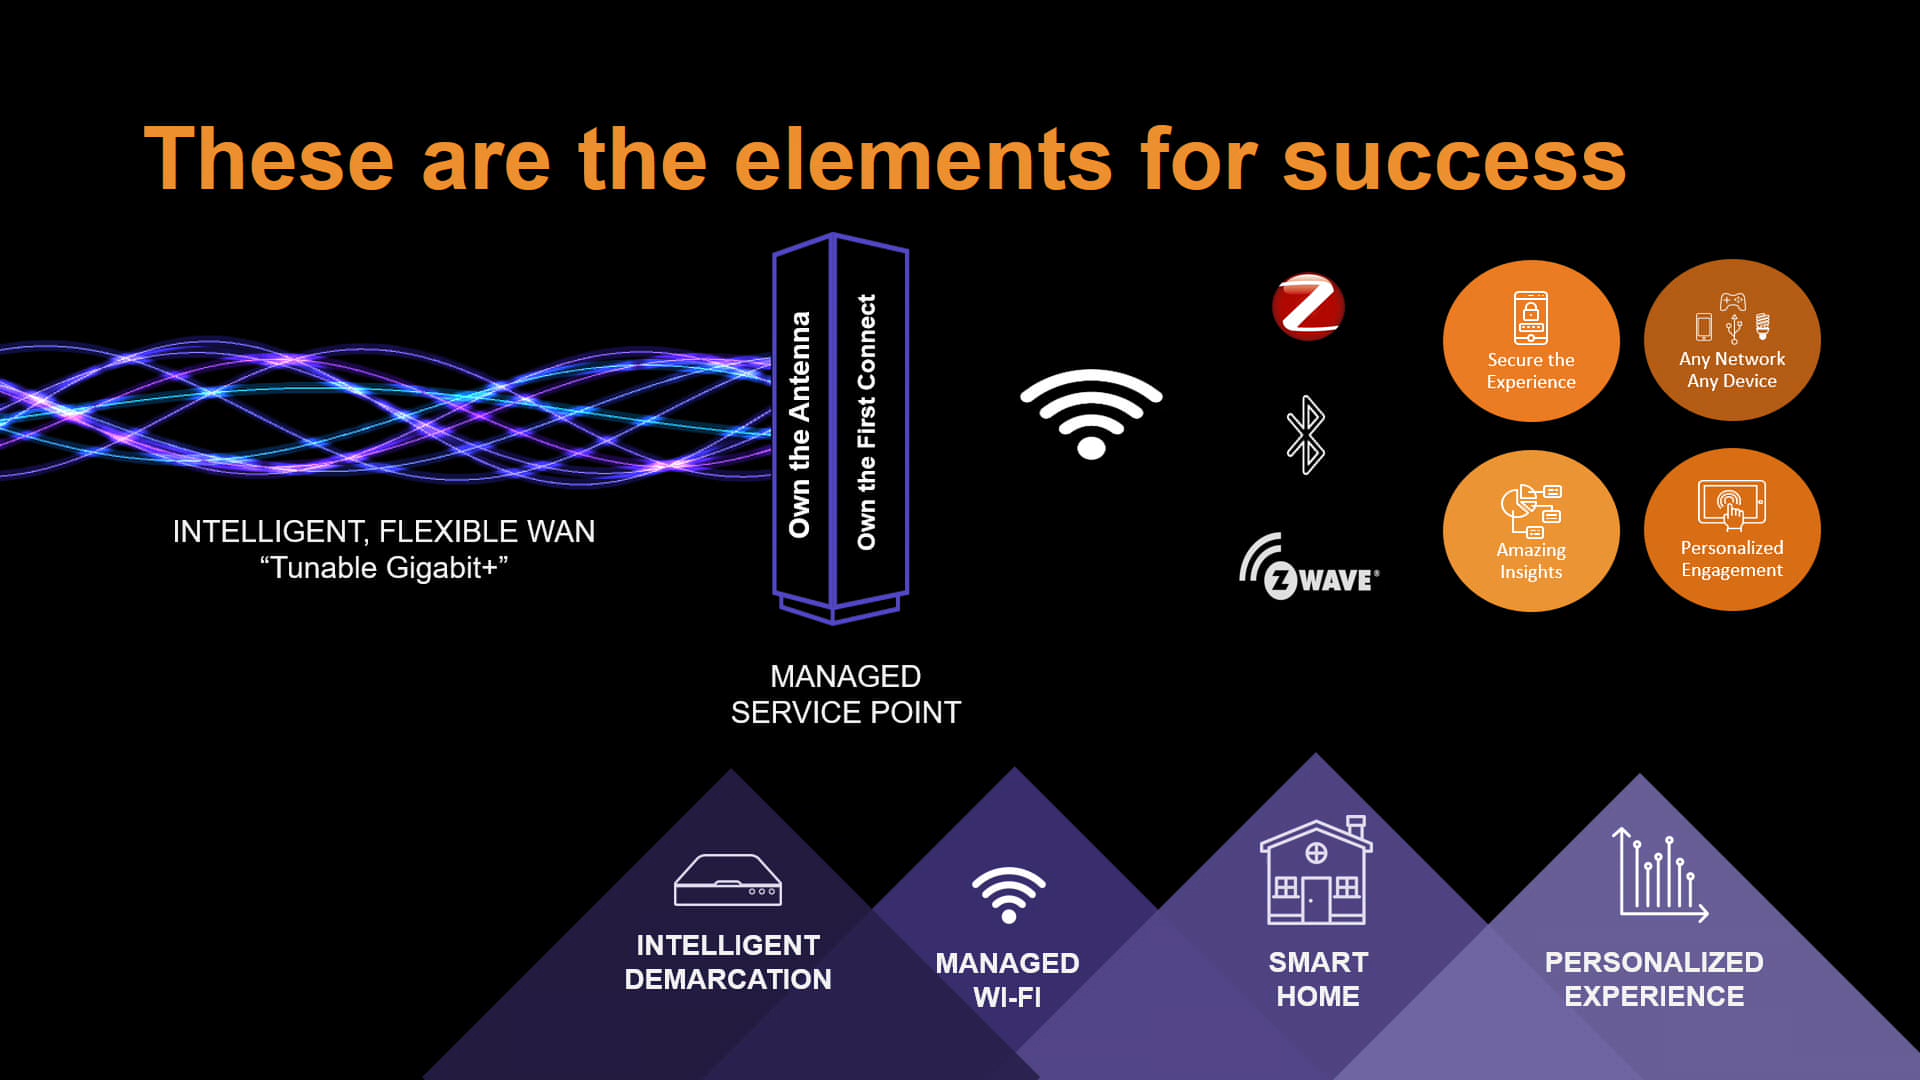 These are the elements for success
Own the Antenna
Own the First Connect
INTELLIGENT, FLEXIBLE WAN
“Tunable Gigabit+”
MANAGED
SERVICE POINT
Z
Z WAVE®
Secure the
Experience
Any Network
Any Device
Amazing
Insights
Personalized
Engagement
INTELLIGENT
DEMARCATION
MANAGED
WI-FI
SMART
HOME
PERSONALIZED
EXPERIENCE